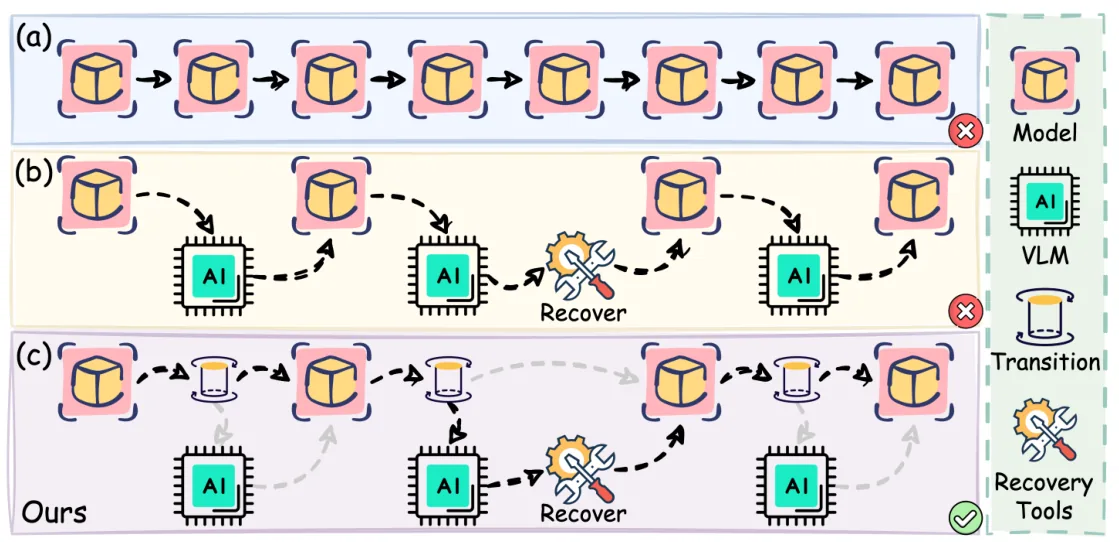 (a)
(b)
AI
AI
Recover
AI
(c)
AI
AI
Recover
AI
Ours
Model
AI
VLM
Transition
Recovery
Tools